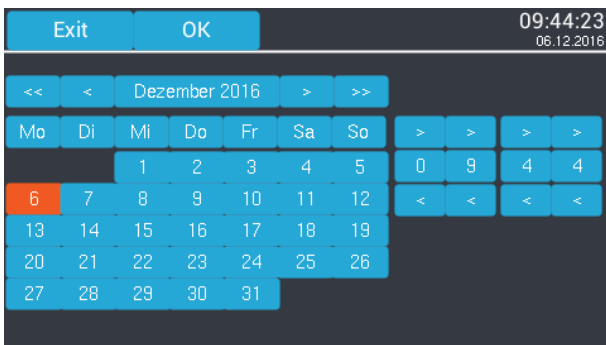 Exit OK 09:44:23
06.12.2016
<< < Dezember 2016 > >>
Mo Di Mi Do Fr Sa So > > > >
1 2 3 4 5 0 9 4 4
6 7 8 9 10 11 12 < < < <
13 14 15 16 17 18 19
20 21 22 23 24 25 26
27 28 29 30 31